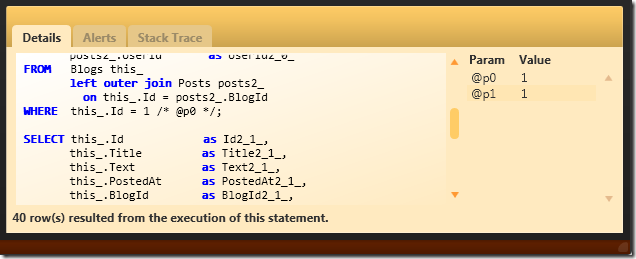 Details Alerts Stack Trace
posts2_.UserId as UserId2_0_
FROM Blogs this_
left outer join Posts posts2_
on this_.Id = posts2_.BlogId
WHERE this_.Id = 1 /* @p0 */;
SELECT this_.Id as Id2_1_,
this_.Title as Title2_1_,
this_.Text as Text2_1_,
this_.PostedAt as PostedAt2_1_,
this_.BlogId as BlogId2_1_,
Param Value
@p0 1
@p1 1
40 row(s) resulted from the execution of this statement.